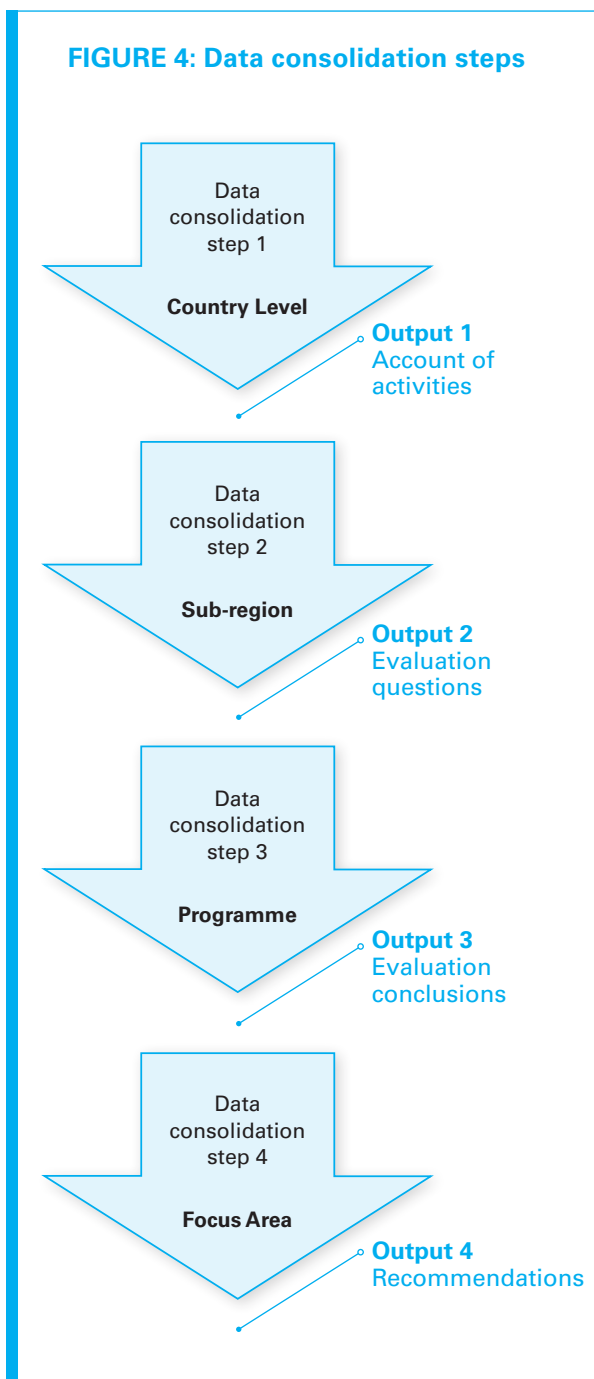 FIGURE 4: Data consolidation steps
Data
consolidation
step 1
Country Level
Output 1
Account of
activities
Data
consolidation
step 2
Sub-region
Output 2
Evaluation
questions
Data
consolidation
step 3
Programme
Output 3
Evaluation
conclusions
Data
consolidation
step 4
Focus Area
Output 4
Recommendations